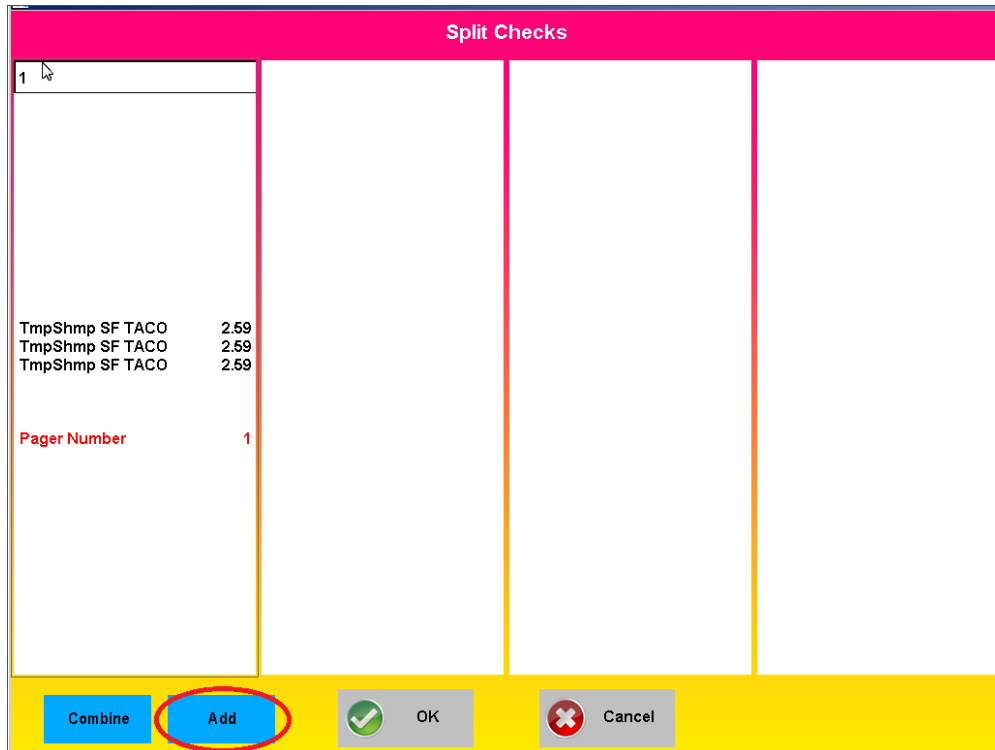 Split Checks
1
TmpShmp SF TACO 2.59
TmpShmp SF TACO 2.59
TmpShmp SF TACO 2.59
Pager Number 1
Combine Add OK Cancel